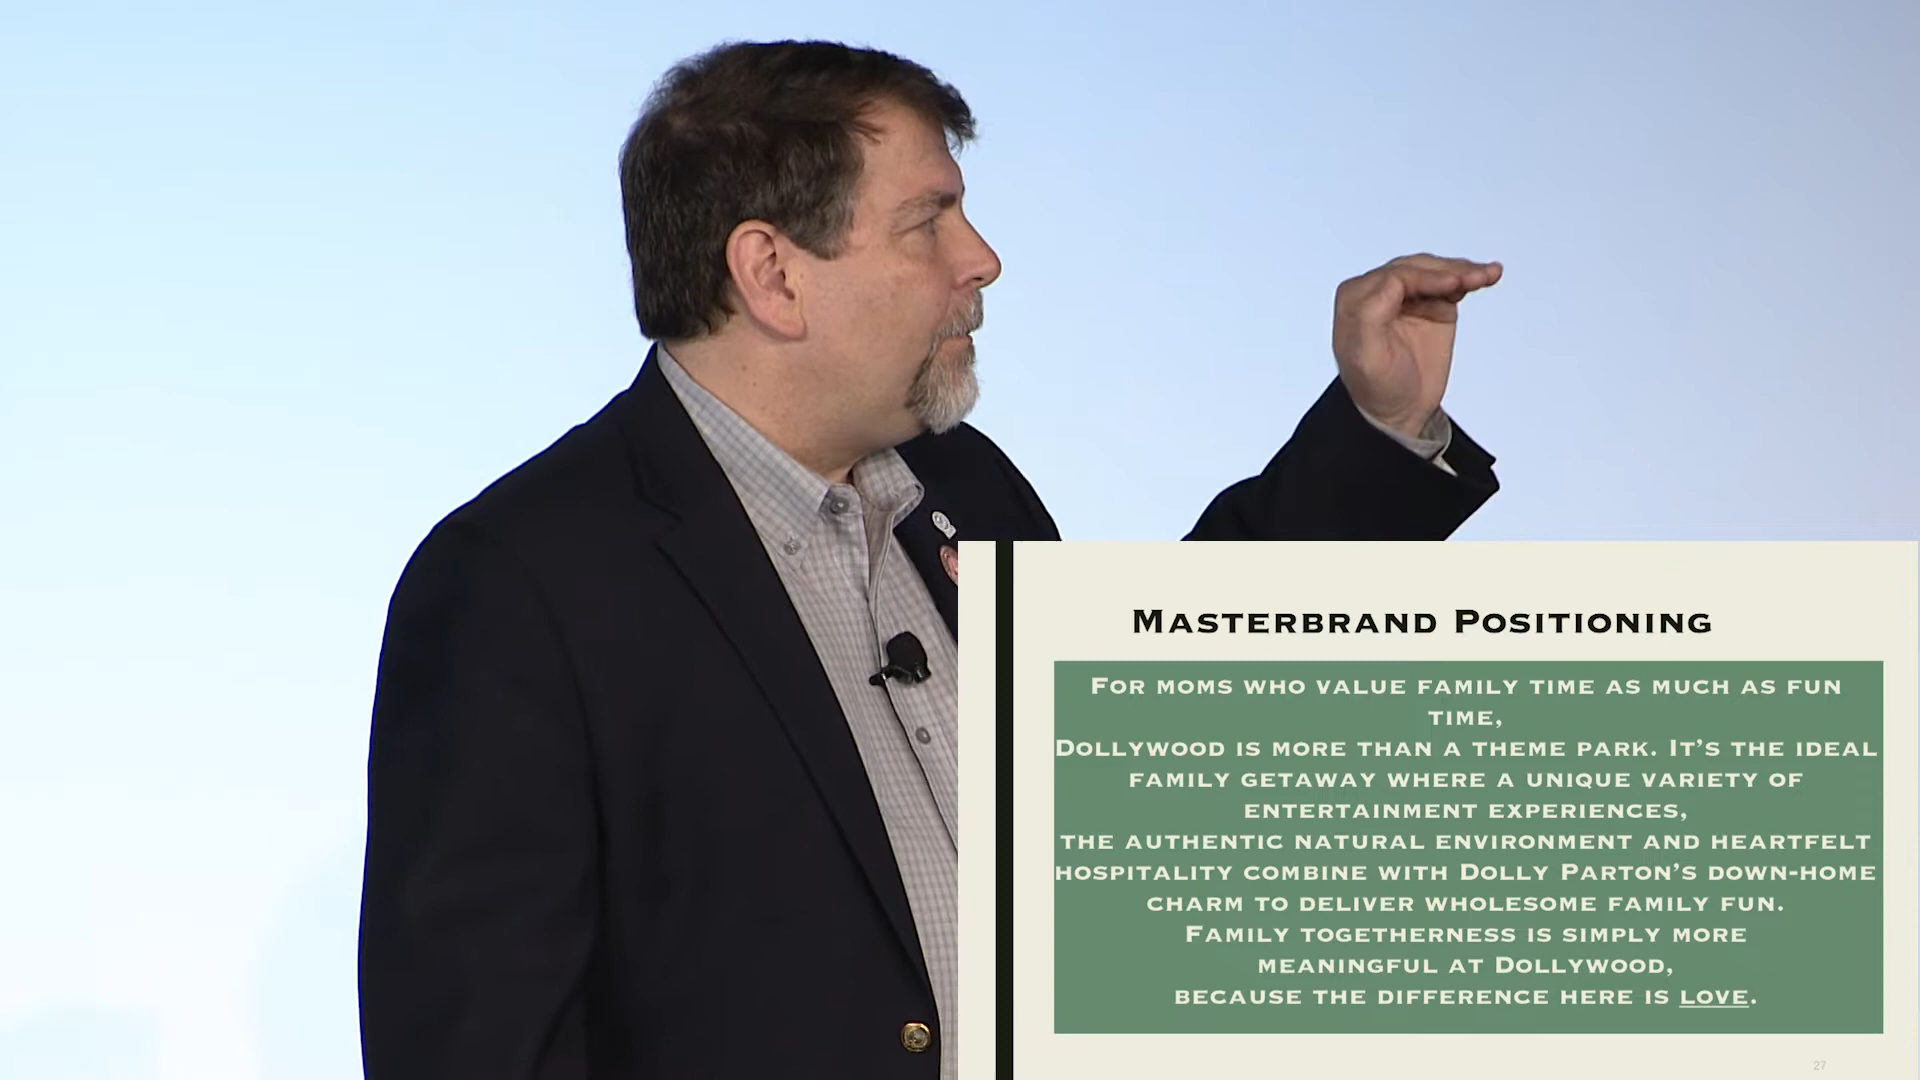 Masterbrand Positioning
For moms who value family time as much as fun
time,
Dollywood is more than a theme park. It’s the ideal
family getaway where a unique variety of
entertainment experiences,
the authentic natural environment and heartfelt
hospitality combine with Dolly Parton’s down-home
charm to deliver wholesome family fun.
Family togetherness is simply more
meaningful at Dollywood,
because the difference here is love.
27